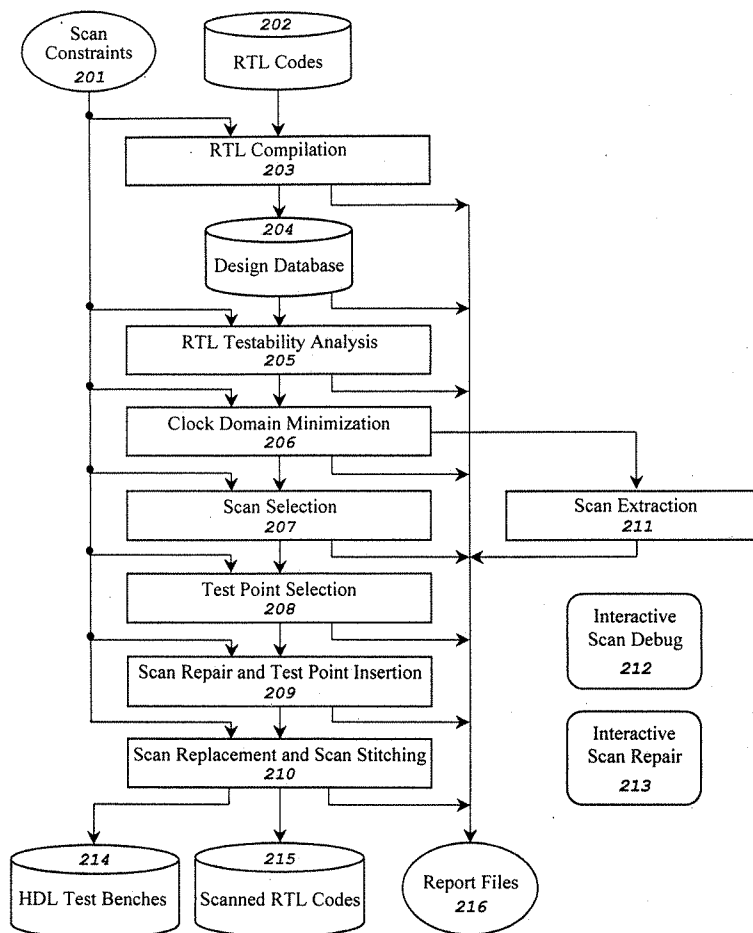 Scan
Constraints
201
202
RTL Codes
RTL Compilation
203
204
Design Database
RTL Testability Analysis
205
Clock Domain Minimization
206
Scan Selection
207
Scan Extraction
211
Test Point Selection
208
Interactive
Scan Debug
212
Scan Repair and Test Point Insertion
209
Interactive
Scan Repair
213
Scan Replacement and Scan Stitching
210
214
HDL Test Benches
215
Scanned RTL Codes
Report Files
216